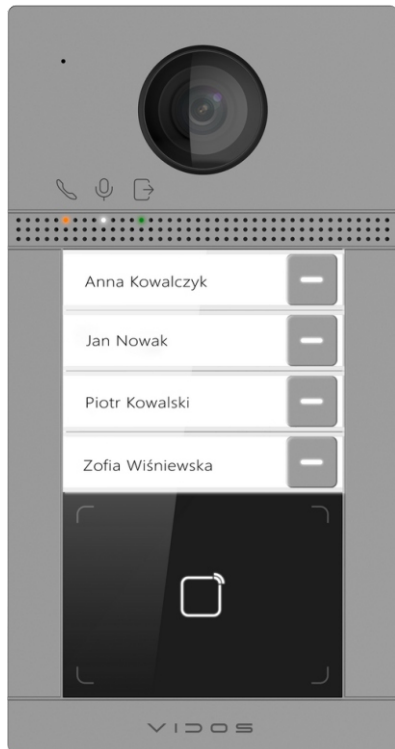 Anna Kowalczyk
Jan Nowak
Piotr Kowalski
Zofia Wiśniewska
VIDOS